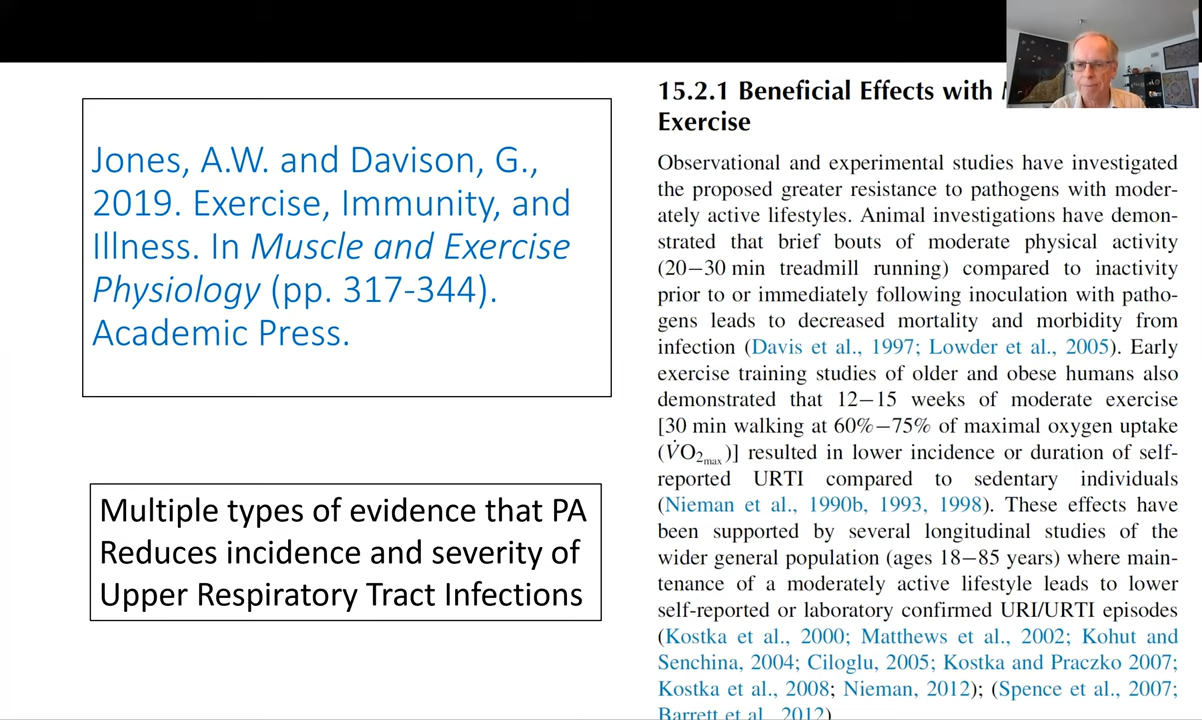 Jones, A.W. and Davison, G.,
2019. Exercise, Immunity, and
Illness. In Muscle and Exercise
Physiology (pp. 317-344).
Academic Press.
Multiple types of evidence that PA
Reduces incidence and severity of
Upper Respiratory Tract Infections
15.2.1 Beneficial Effects with
Exercise
Observational and experimental studies have investigated
the proposed greater resistance to pathogens with moder-
ately active lifestyles. Animal investigations have demon-
strated that brief bouts of moderate physical activity
(20−30 min treadmill running) compared to inactivity
prior to or immediately following inoculation with patho-
gens leads to decreased mortality and morbidity from
infection (Davis et al., 1997; Lowder et al., 2005). Early
exercise training studies of older and obese humans also
demonstrated that 12−15 weeks of moderate exercise
[30 min walking at 60%−75% of maximal oxygen uptake
(V̇O₂max)] resulted in lower incidence or duration of self-
reported URTI compared to sedentary individuals
(Nieman et al., 1990b, 1993, 1998). These effects have
been supported by several longitudinal studies of the
wider general population (ages 18−85 years) where main-
tenance of a moderately active lifestyle leads to lower
self-reported or laboratory confirmed URI/URTI episodes
(Kostka et al., 2000; Matthews et al., 2002; Kohut and
Senchina, 2004; Ciloglu, 2005; Kostka and Praczko 2007;
Kostka et al., 2008; Nieman, 2012); (Spence et al., 2007;
Barrett et al., 2012)